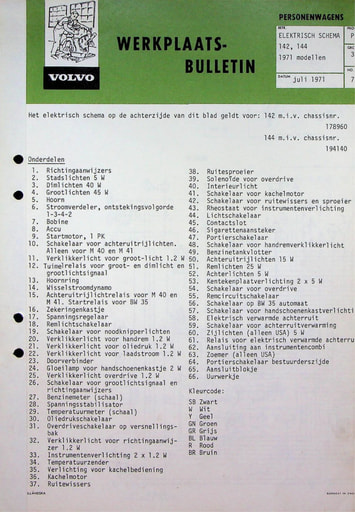 PERSONENWAGENS
ELEKTRISCH SCHEMA
142, 144
1971 modellen
DATUM
juli 1971
WERKPLAATS-
BULLETIN
VOLVO
Het elektrisch schema op de achterzijde van dit blad geldt voor: 142 m.i.v. chassisnr.
178960
144 m.i.v. chassisnr.
194140
Onderdelen
1. Richtingaanwijzers
2. Stadslichten 5 W
3. Dimlichten 40 W
4. Grootlichten 45 W
5. Hoorn
6. Stroomverdeler, ontstekingsvolgorde
1-3-4-2
7. Bobine
8. Accu
9. Startmotor, 1 PK
10. Schakelaar voor achteruitrijlichten.
Alleen voor M 40 en M 41
11. Verklikkerlicht voor groot-licht 1.2 W
12. Tuimelrelais voor groot- en dimlicht en
grootlichtsignaal
13. Hoornring
14. Wisselstroomdynamo
15. Achteruitrijlichtrelais voor M 40 en
M 41. Startrelais voor BW 35
16. Zekeringenkastje
17. Spanningsregelaar
18. Remlichtschakelaar
19. Schakelaar voor noodknipperlichten
20. Verklikkerlicht voor handrem 1.2 W
21. Verklikkerlicht voor oliedruk 1.2 W
22. Verklikkerlicht voor laadstroom 1.2 W
23. Doorverbinder
24. Gloeilamp voor handschoenenkastje 2 W
25. Verklikkerlicht overdrive 1.2 W
26. Schakelaar voor grootlichtsignaal en
richtingaanwijzers
27. Benzinemeter (schaal)
28. Spanningsstabilisator
29. Temperatuurmeter (schaal)
30. Oliedrukschakelaar
31. Overdriveschakelaar op versnellings-
bak
32. Verklikkerlicht voor richtingaanwij-
zer 1.2 W
33. Instrumentenverlichting 2 x 1.2 W
34. Temperatuurzender
35. Verlichting voor kachelbediening
36. Kachelmotor
37. Ruitewissers
38. Ruitesproeier
39. Solenoïde voor overdrive
40. Interieurlicht
41. Schakelaar voor kachelmotor
42. Schakelaar voor ruitewissers en sproeier
43. Rheostaat voor instrumentenverlichting
44. Lichtschakelaar
45. Contactslot
46. Sigarettenaansteker
47. Portierschakelaar
48. Schakelaar voor handremverklikkerlicht
49. Benzinetankvlotter
50. Achteruitrijlichten 15 W
51. Remlichten 25 W
52. Achterlichten 5 W
53. Kentekenplaatverlichting 2 x 5 W
54. Schakelaar voor overdrive
55. Remcircuitschakelaar
56. Schakelaar op BW 35 automaat
57. Schakelaar voor handschoenenkastverlichti
58. Elektrisch verwarmde achterruit
59. Schakelaar voor achterruitverwarming
60. Zijlichten (alleen USA) 5 W
61. Relais voor elektrisch verwarmde achterru
62. Aansluiting aan instrumentencombi
63. Zoemer (alleen USA)
64. Portierschakelaar bestuurderszijde
65. Aansluitblokje
66. Uurwerkje
Kleurcode:
SB Zwart
W Wit
Y Geel
GN Groen
GR Grijs
BL Blauw
R Rood
BR Bruin